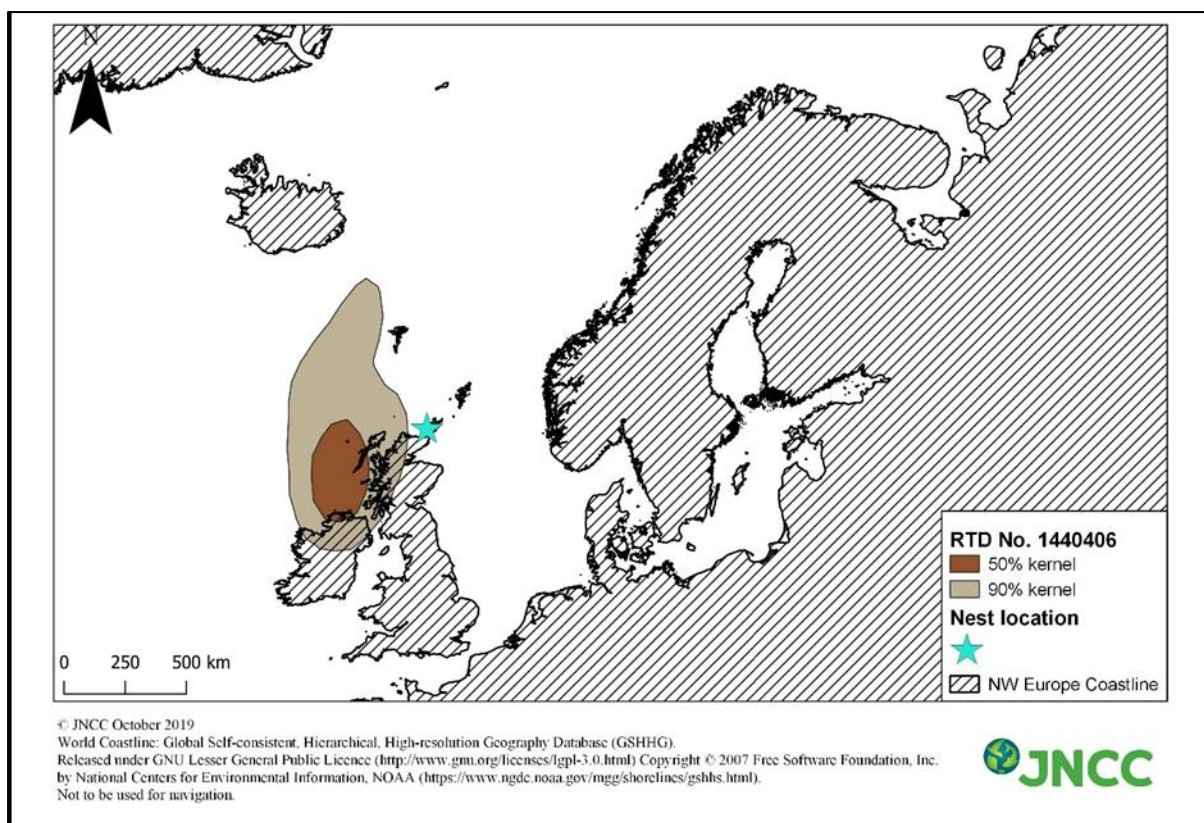 N
RTD No. 1440406
50% kernel
90% kernel
Nest location
NW Europe Coastline
0 250 500 km
© JNCC October 2019
World Coastline: Global Self-consistent, Hierarchical, High-resolution Geography Database (GSHHG).
Released under GNU Lesser General Public Licence (http://www.gnu.org/licenses/lgpl-3.0.html) Copyright © 2007 Free Software Foundation, Inc.
by National Centers for Environmental Information, NOAA (https://www.ngdc.noaa.gov/mgg/shorelines/gshhs.html).
Not to be used for navigation.
JNCC